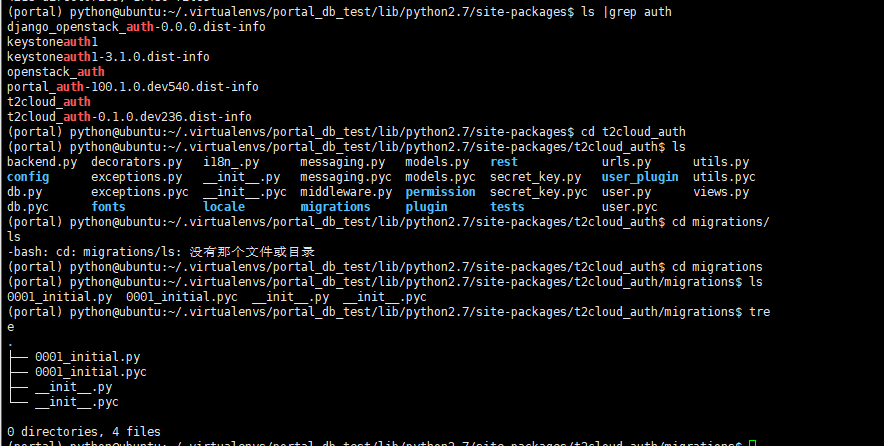 (portal) python@ubuntu:~/.virtualenvs/portal_db_test/lib/python2.7/site-packages$ ls |grep auth
django_openstack_auth-0.0.0.dist-info
keystoneauth1
keystoneauth1-3.1.0.dist-info
openstack_auth
portal_auth-100.1.0.dev540.dist-info
t2cloud_auth
t2cloud_auth-0.1.0.dev236.dist-info
(portal) python@ubuntu:~/.virtualenvs/portal_db_test/lib/python2.7/site-packages$ cd t2cloud_auth
(portal) python@ubuntu:~/.virtualenvs/portal_db_test/lib/python2.7/site-packages/t2cloud_auth$ ls
backend.py  decorators.py  i18n_.py  messaging.py  models.py  rest  urls.py  utils.py
config  exceptions.py  __init__.py  messaging.pyc  models.pyc  secret_key.py  user_plugin  utils.pyc
db.py  exceptions.pyc  __init__.pyc  middleware.py  permission  secret_key.pyc  user.py  views.py
db.pyc  fonts  locale  migrations  plugin  tests  user.pyc
(portal) python@ubuntu:~/.virtualenvs/portal_db_test/lib/python2.7/site-packages/t2cloud_auth$ cd migrations/
ls
-bash: cd: migrations/ls: 没有那个文件或目录
(portal) python@ubuntu:~/.virtualenvs/portal_db_test/lib/python2.7/site-packages/t2cloud_auth$ cd migrations
(portal) python@ubuntu:~/.virtualenvs/portal_db_test/lib/python2.7/site-packages/t2cloud_auth/migrations$ ls
0001_initial.py  0001_initial.pyc  __init__.py  __init__.pyc
(portal) python@ubuntu:~/.virtualenvs/portal_db_test/lib/python2.7/site-packages/t2cloud_auth/migrations$ tre
e
.
├── 0001_initial.py
├── 0001_initial.pyc
├── __init__.py
└── __init__.pyc
0 directories, 4 files
(portal) python@ubuntu:~/.virtualenvs/portal_db_test/lib/python2.7/site-packages/t2cloud_auth/migrations$